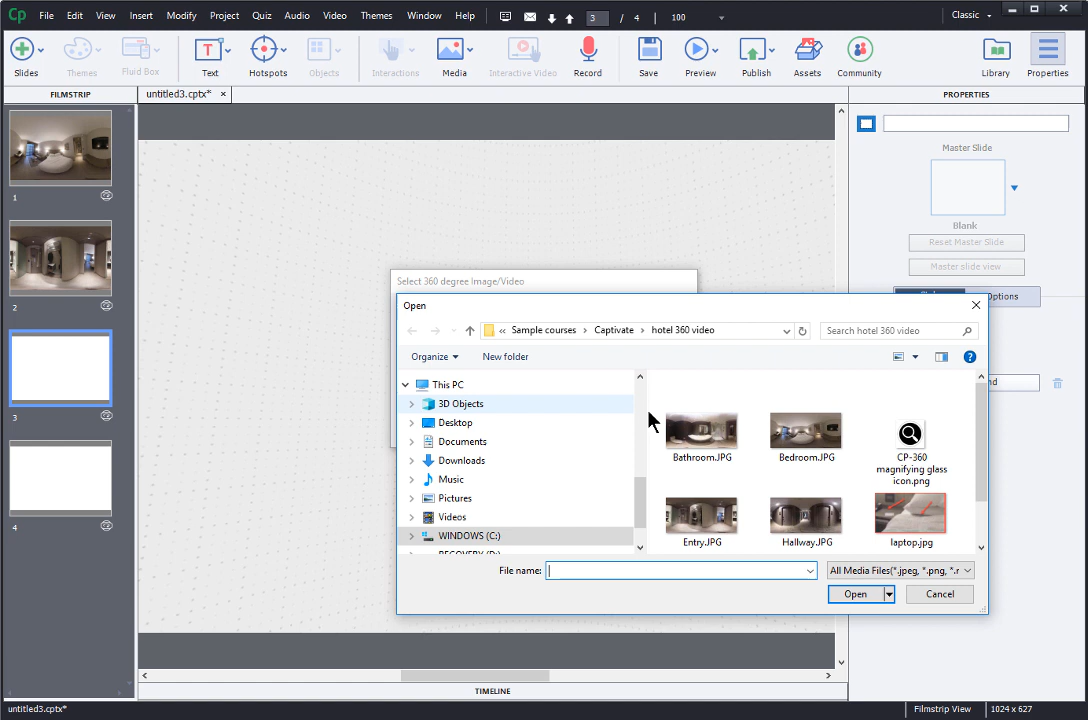 Cp File Edit View Insert Modify Project Quiz Audio Video Themes Window Help 3 / 4 100 Classic
Slides Themes Fluid Box Text Hotspots Objects Interactions Media Interactive Video Record Save Preview Publish Assets Community Library Properties
FILMSTRIP untitled3.cptx* × PROPERTIES
1
2
3
4
Master Slide
Blank
Reset Master Slide
Master slide view
Options
nd
Select 360 degree Image/Video
Open
« Sample courses › Captivate › hotel 360 video Search hotel 360 video
Organize New folder
This PC
3D Objects
Desktop
Documents
Downloads
Music
Pictures
Videos
WINDOWS (C:)
RECOVERY (D:)
Bathroom.JPG Bedroom.JPG CP-360
magnifying glass
icon.png
Entry.JPG Hallway.JPG laptop.jpg
File name: All Media Files(*.jpeg, *.png, *.r
Open Cancel
TIMELINE
untitled3.cptx* Filmstrip View 1024 x 627